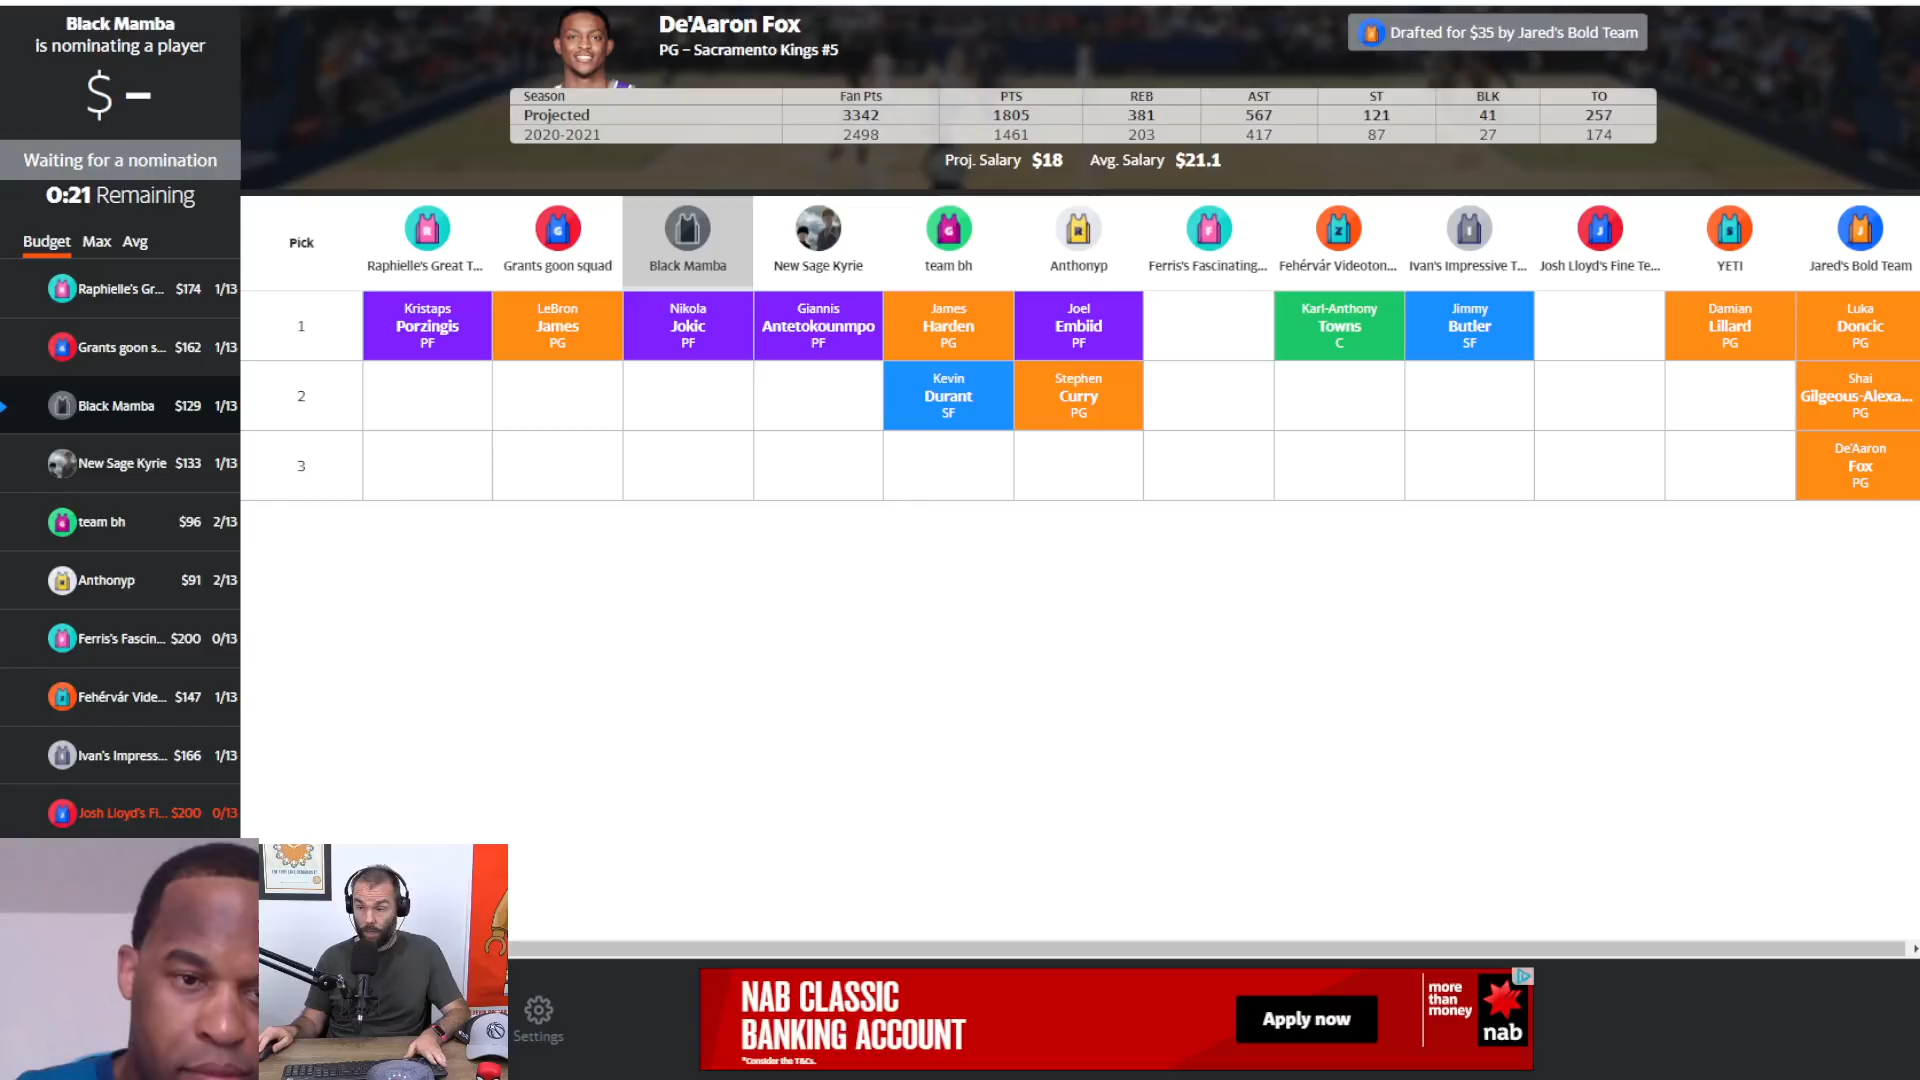 Black Mamba
is nominating a player
$ –
Waiting for a nomination
0:21 Remaining
Budget Max Avg
Raphielle's Gr... $174 1/13
Grants goon s... $162 1/13
Black Mamba $129 1/13
New Sage Kyrie $133 1/13
team bh $96 2/13
Anthonyp $91 2/13
Ferris's Fascin... $200 0/13
Fehérvár Vide... $147 1/13
Ivan's Impress... $166 1/13
Josh Lloyd's Fi... $200 0/13
De'Aaron Fox
PG – Sacramento Kings #5
Drafted for $35 by Jared's Bold Team
Season Fan Pts PTS REB AST ST BLK TO
Projected 3342 1805 381 567 121 41 257
2020-2021 2498 1461 203 417 87 27 174
Proj. Salary $18 Avg. Salary $21.1
Pick
Raphielle's Great T...
Grants goon squad
Black Mamba
New Sage Kyrie
team bh
Anthonyp
Ferris's Fascinating...
Fehérvár Videoton...
Ivan's Impressive T...
Josh Lloyd's Fine Te...
YETI
Jared's Bold Team
1
Kristaps
Porzingis
PF
LeBron
James
PG
Nikola
Jokic
PF
Giannis
Antetokounmpo
PF
James
Harden
PG
Joel
Embiid
PF
Karl-Anthony
Towns
C
Jimmy
Butler
SF
Damian
Lillard
PG
Luka
Doncic
PG
2
Kevin
Durant
SF
Stephen
Curry
PG
Shai
Gilgeous-Alexa...
PG
3
De'Aaron
Fox
PG
Settings
NAB CLASSIC
BANKING ACCOUNT
*Consider the T&Cs.
Apply now
more
than
money
nab